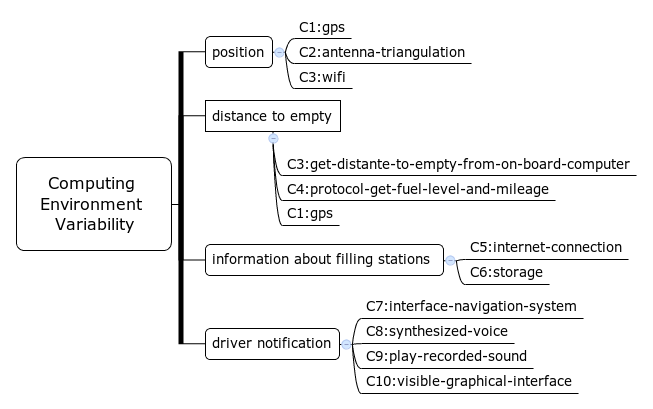 Computing
Environment
Variability
position
C1:gps
C2:antenna-triangulation
C3:wifi
distance to empty
C3:get-distante-to-empty-from-on-board-computer
C4:protocol-get-fuel-level-and-mileage
C1:gps
information about filling stations
C5:internet-connection
C6:storage
driver notification
C7:interface-navigation-system
C8:synthesized-voice
C9:play-recorded-sound
C10:visible-graphical-interface